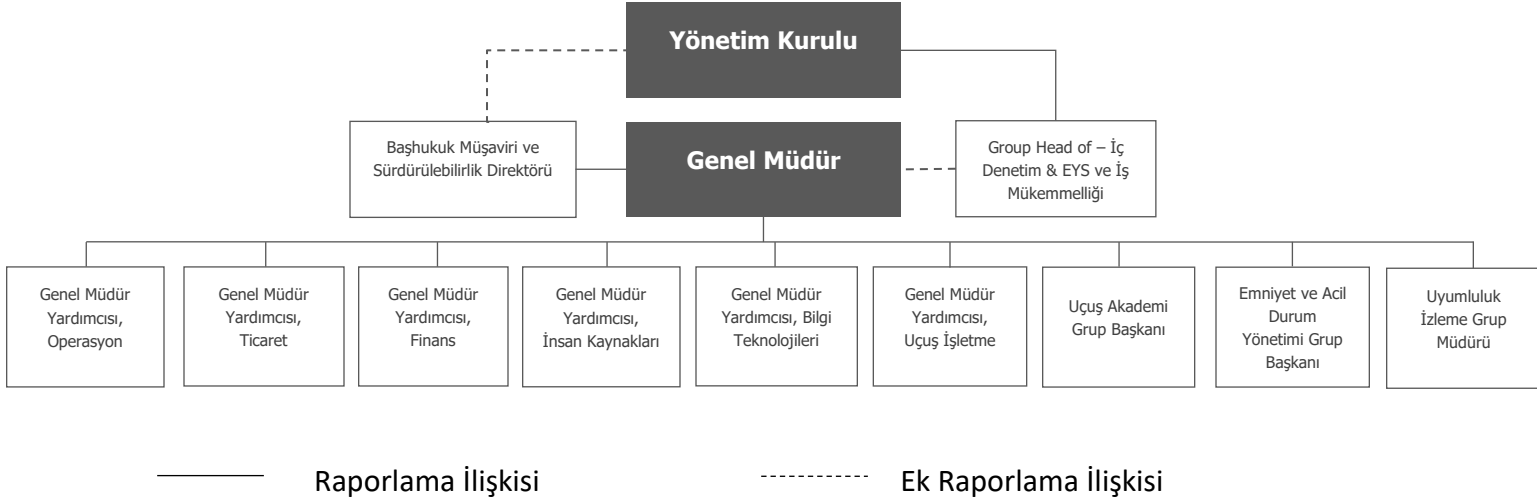 Yönetim Kurulu
Başhukuk Müşaviri ve
Sürdürülebilirlik Direktörü
Genel Müdür
Group Head of – İç
Denetim & EYS ve İş
Mükemmelliği
Genel Müdür
Yardımcısı,
Operasyon
Genel Müdür
Yardımcısı,
Ticaret
Genel Müdür
Yardımcısı,
Finans
Genel Müdür
Yardımcısı,
İnsan Kaynakları
Genel Müdür
Yardımcısı, Bilgi
Teknolojileri
Genel Müdür
Yardımcısı,
Uçuş İşletme
Uçuş Akademi
Grup Başkanı
Emniyet ve Acil
Durum
Yönetimi Grup
Başkanı
Uyumluluk
İzleme Grup
Müdürü
Raporlama İlişkisi
Ek Raporlama İlişkisi